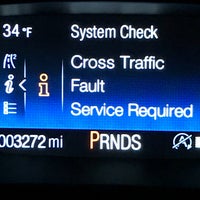 34 °F System Check
Cross Traffic
Fault
Service Required
003272 mi PRNDS